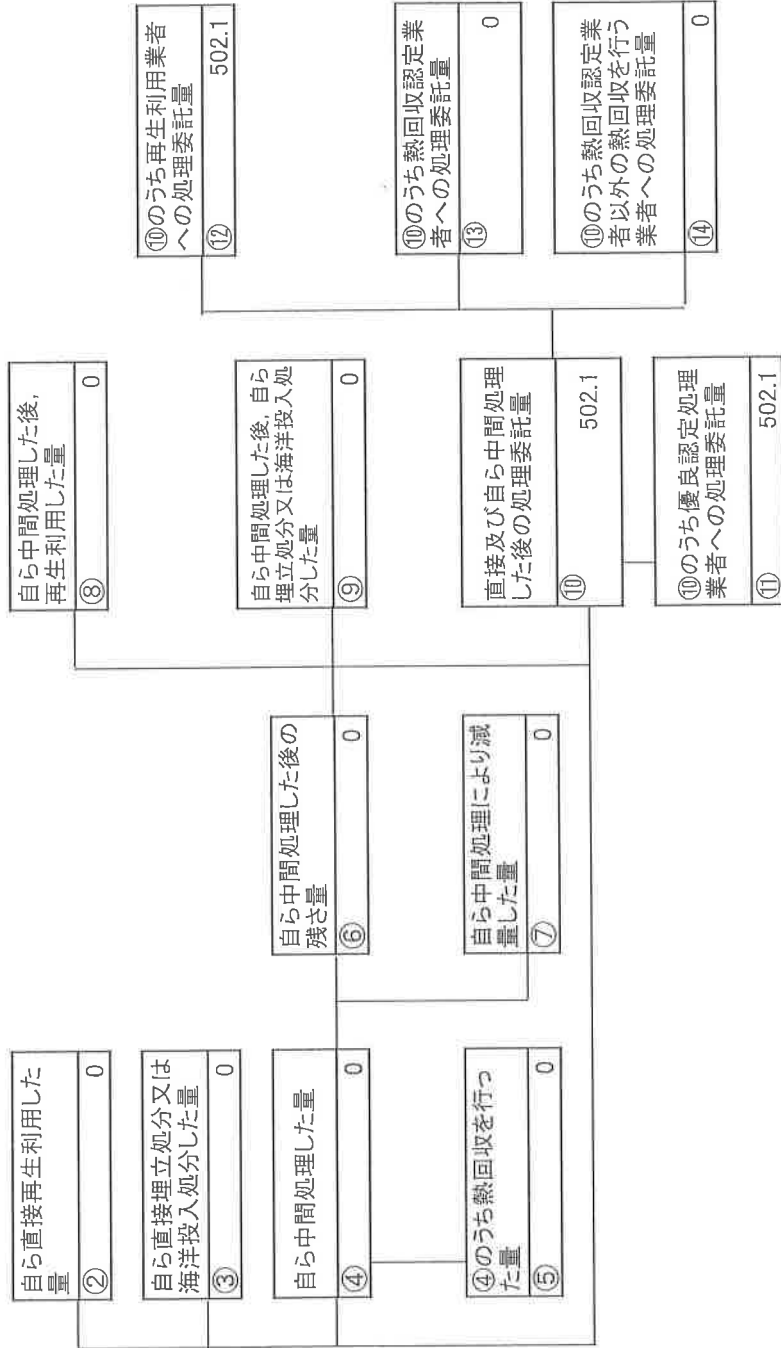 自ら直接再生利用した
量
② 0
自ら直接埋立処分又は
海洋投入処分した量
③ 0
自ら中間処理した量
④ 0
④のうち熱回収を行っ
た量
⑤ 0
自ら中間処理した後の
残さ量
⑥ 0
自ら中間処理により減
量した量
⑦ 0
自ら中間処理した後,
再生利用した量
⑧ 0
自ら中間処理した後, 自ら
埋立処分又は海洋投入処
分した量
⑨ 0
直接及び自ら中間処理
した後の処理委託量
⑩ 502.1
⑩のうち優良認定処理
業者への処理委託量
⑪ 502.1
⑩のうち再生利用業者
への処理委託量
⑫ 502.1
⑩のうち熱回収認定業
者への処理委託量
⑬ 0
⑩のうち熱回収認定業
者以外の熱回収を行う
業者への処理委託量
⑭ 0